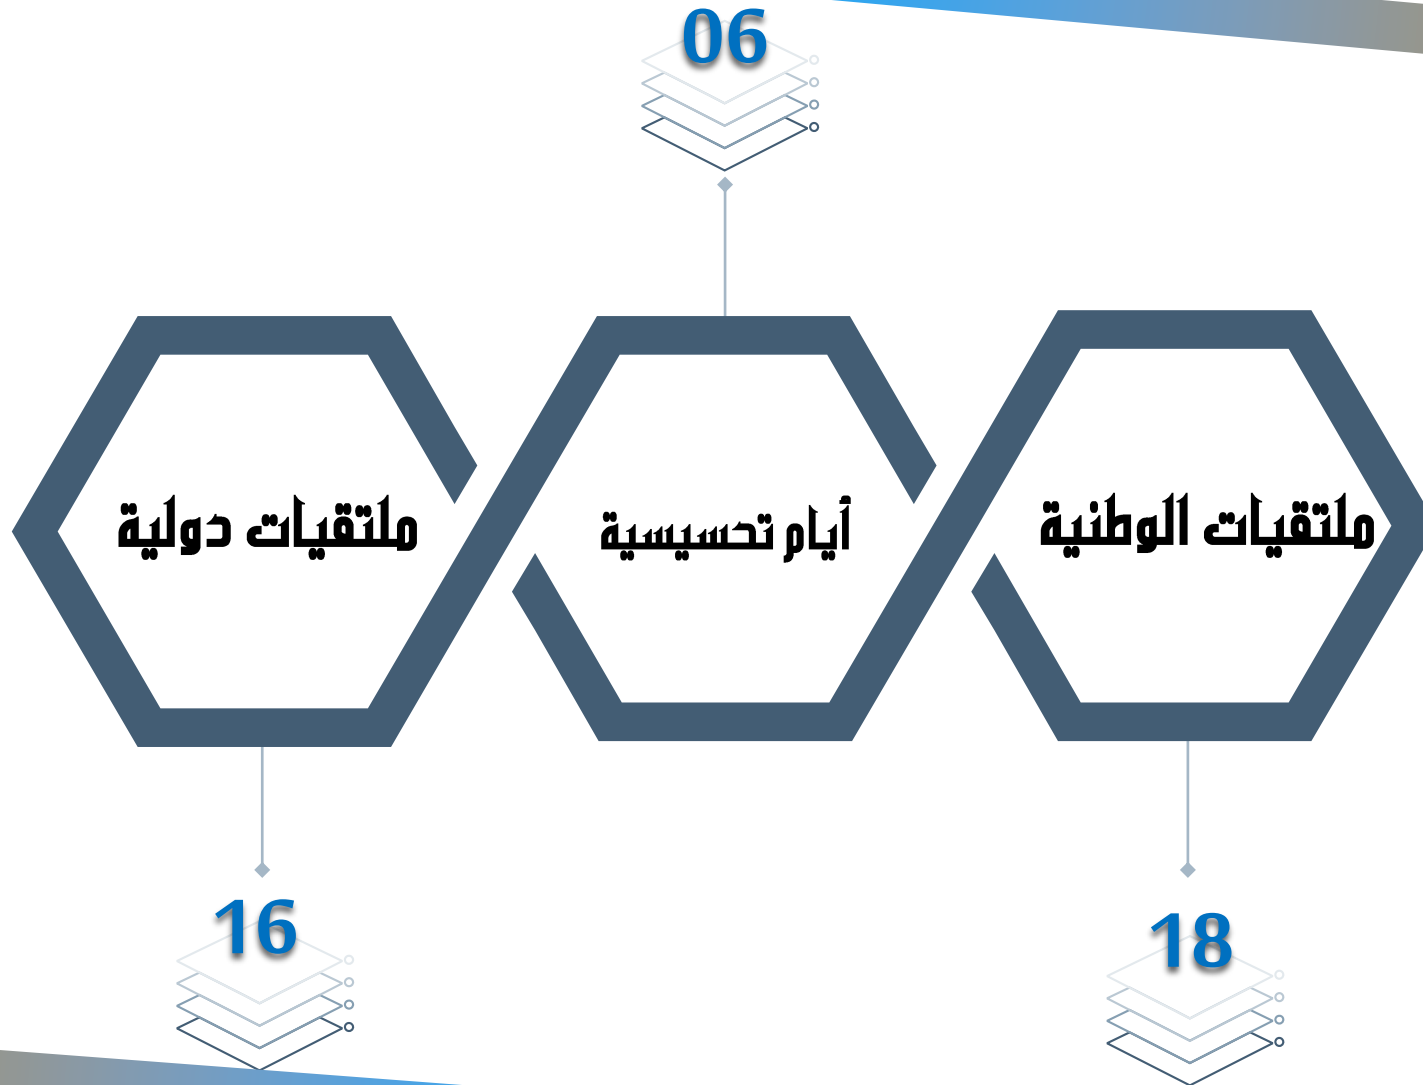 06
ملتقيات الوطنية
أيام تحسيسية
ملتقيات دولية
18
16